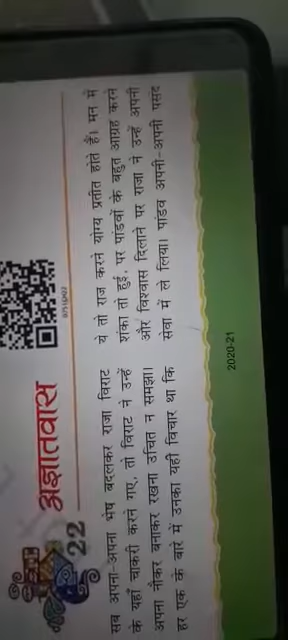 22
अज्ञातवास
सब अपना-अपना भेष बदलकर राजा विराट
के यहाँ चाकरी करने गए, तो विराट ने उन्हें
अपना नौकर बनाकर रखना उचित न समझा।
हर एक के बारे में उनका यही विचार था कि
ये तो राज करने योग्य प्रतीत होते हैं। मन में
शंका तो हुई, पर पांडवों के बहुत आग्रह करने
और विश्वास दिलाने पर राजा ने उन्हें अपनी
सेवा में ले लिया। पांडव अपनी-अपनी पसंद
2020-21